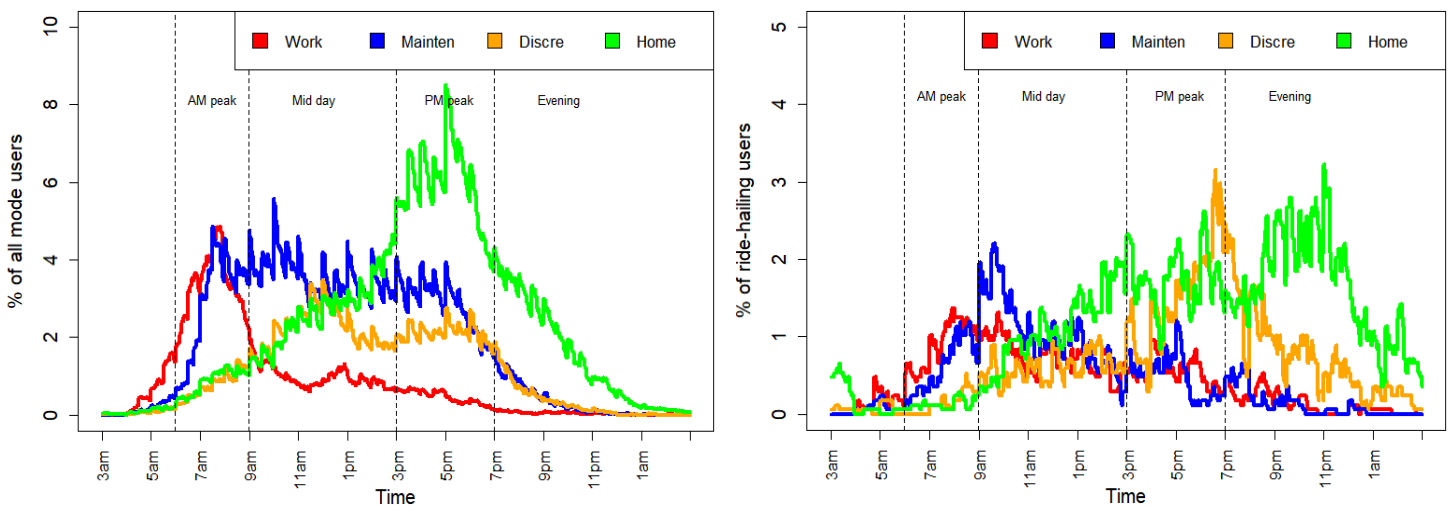 % of all mode users
10
8
6
4
2
0
Work Mainten Discre Home
AM peak Mid day PM peak Evening
3am 5am 7am 9am 11am 1pm 3pm 5pm 7pm 9pm 11pm 1am
Time
% of ride-hailing users
5
4
3
2
1
0
Work Mainten Discre Home
AM peak Mid day PM peak Evening
3am 5am 7am 9am 11am 1pm 3pm 5pm 7pm 9pm 11pm 1am
Time